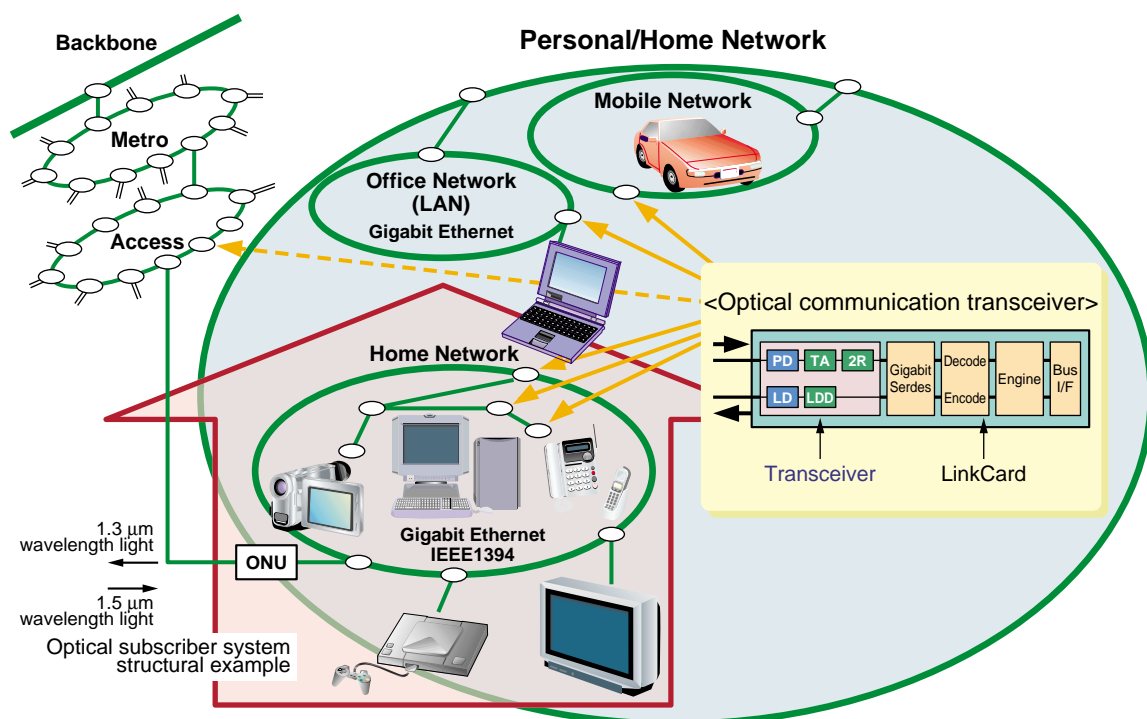 Backbone
Personal/Home Network
Metro
Mobile Network
Office Network
(LAN)
Gigabit Ethernet
Access
<Optical communication transceiver>
PD
TA
2R
LD
LDD
Gigabit
Serdes
Decode
Encode
Engine
Bus
I/F
Transceiver
LinkCard
Home Network
Gigabit Ethernet
IEEE1394
1.3 μm
wavelength light
ONU
1.5 μm
wavelength light
Optical subscriber system
structural example